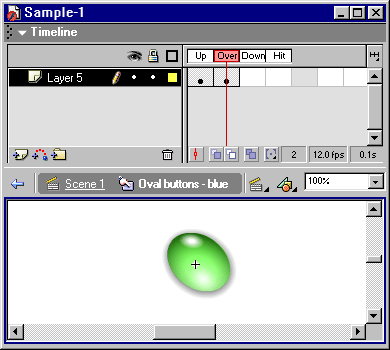 Sample-1
Timeline
Up Over Down Hit
Layer 5
2 12.0 fps 0.1s
Scene 1 Oval buttons - blue 100%